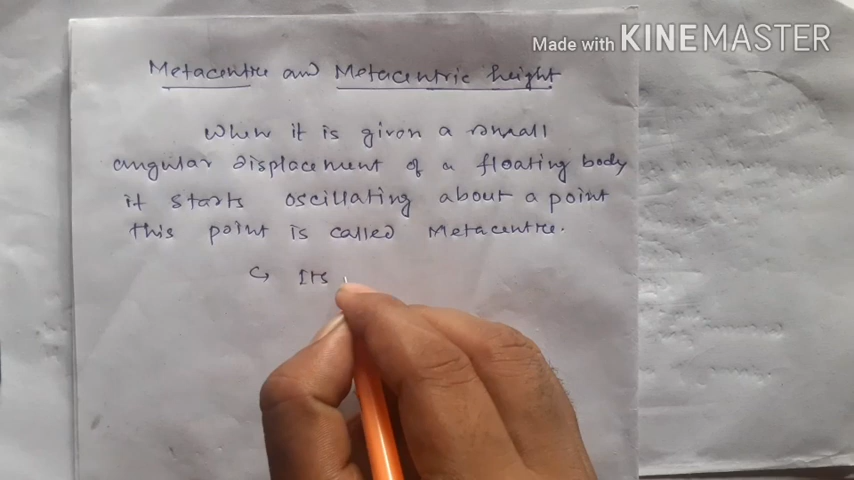 Made with KINEMASTER
Metacentre and Metacentric height
When it is given a small
angular displacement of a floating body
it starts oscillating about a point
this point is called Metacentre.
↪ Its